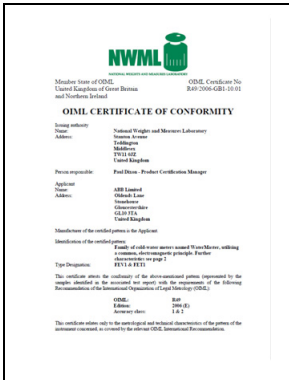 NWML
NATIONAL WEIGHTS AND MEASURES LABORATORY
Member State of OIML
United Kingdom of Great Britain
and Northern Ireland
OIML Certificate No
R49/2006-GB1-10.01
OIML CERTIFICATE OF CONFORMITY
Issuing authority
Name: National Weights and Measures Laboratory
Address: Stanton Avenue
Teddington
Middlesex
TW11 0JZ
United Kingdom
Person responsible: Paul Dixon - Product Certification Manager
Applicant
Name: ABB Limited
Address: Oldends Lane
Stonehouse
Gloucestershire
GL10 3TA
United Kingdom
Manufacturer of the certified pattern is the Applicant
Identification of the certified pattern:
Family of cold-water meters named WaterMaster, utilising
a common, electromagnetic principle. Further
characteristics see page 2
Type Designation: FEV1 & FET1
This certificate attests the conformity of the above-mentioned pattern (represented by the
samples identified in the associated test report) with the requirements of the following
Recommendation of the International Organization of Legal Metrology (OIML):
OIML: R49
Edition: 2006 (E)
Accuracy class: 1 & 2
This certificate relates only to the metrological and technical characteristics of the pattern of the
instrument concerned, as covered by the relevant OIML International Recommendation.